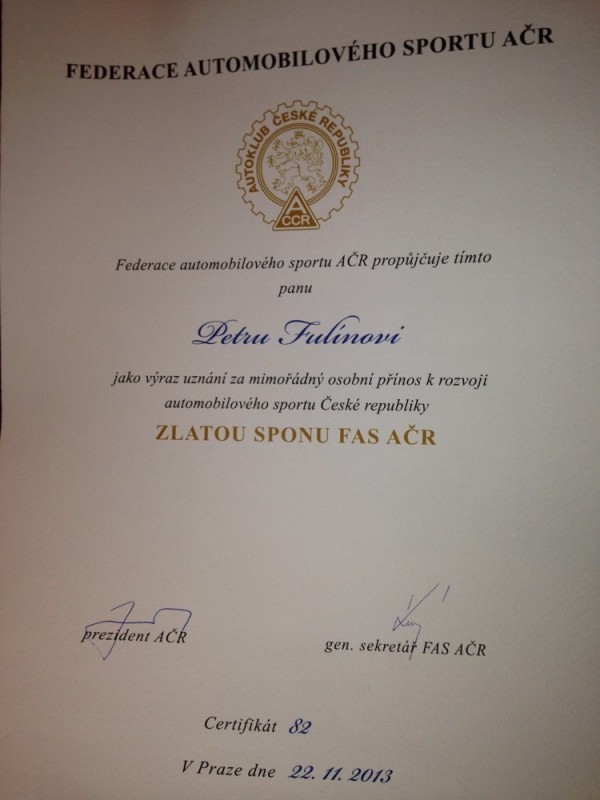 FEDERACE AUTOMOBILOVÉHO SPORTU AČR
AUTOKLUB ČESKÉ REPUBLIKY
A
CCR
Federace automobilového sportu AČR propůjčuje tímto
panu
Petru Fulínovi
jako výraz uznání za mimořádný osobní přínos k rozvoji
automobilového sportu České republiky
ZLATOU SPONU FAS AČR
prezident AČR
gen. sekretář FAS AČR
Certifikát 82
V Praze dne 22. 11. 2013